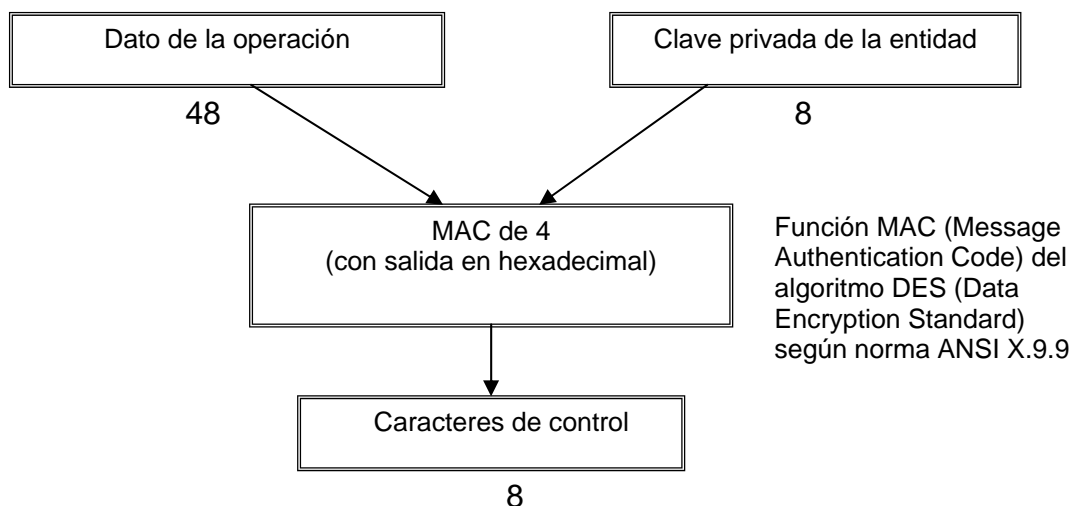 Dato de la operación
Clave privada de la entidad
48
8
MAC de 4
(con salida en hexadecimal)
Función MAC (Message
Authentication Code) del
algoritmo DES (Data
Encryption Standard)
según norma ANSI X.9.9
Caracteres de control
8